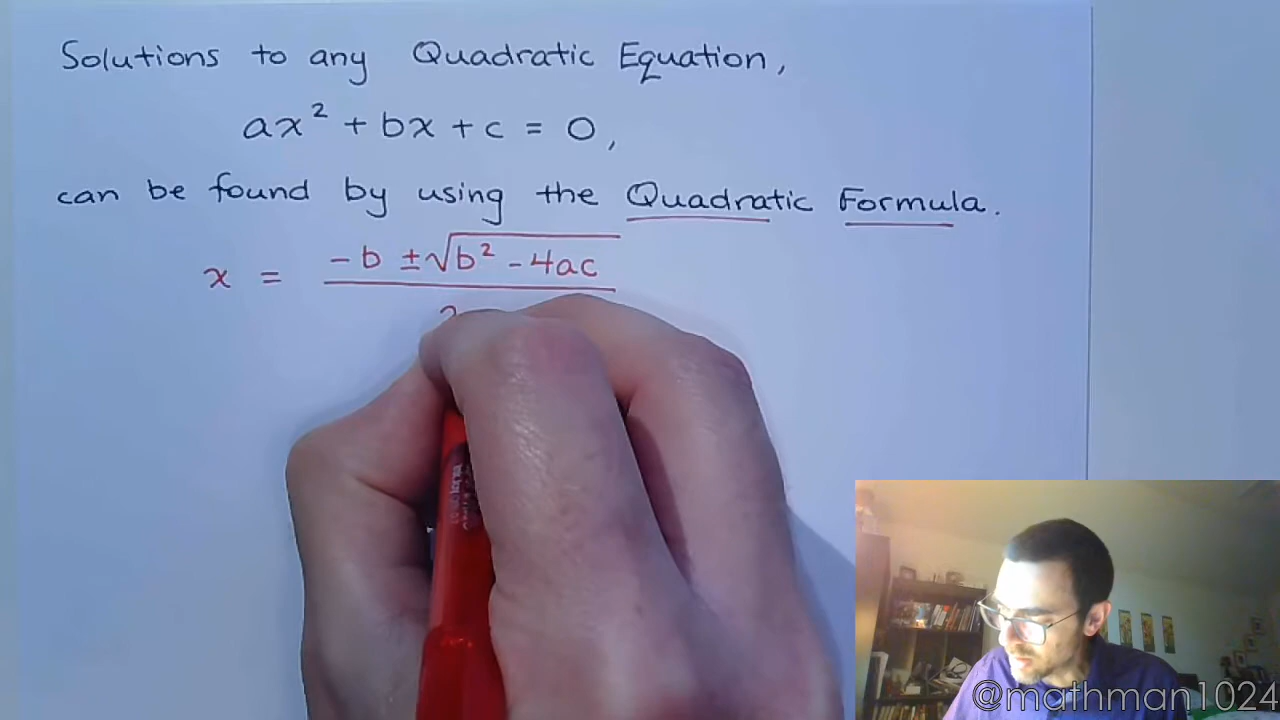 Solutions to any Quadratic Equation,
ax² + bx + c = 0,
can be found by using the Quadratic Formula.
x = -b ±√b² - 4ac
2
@mathman1024